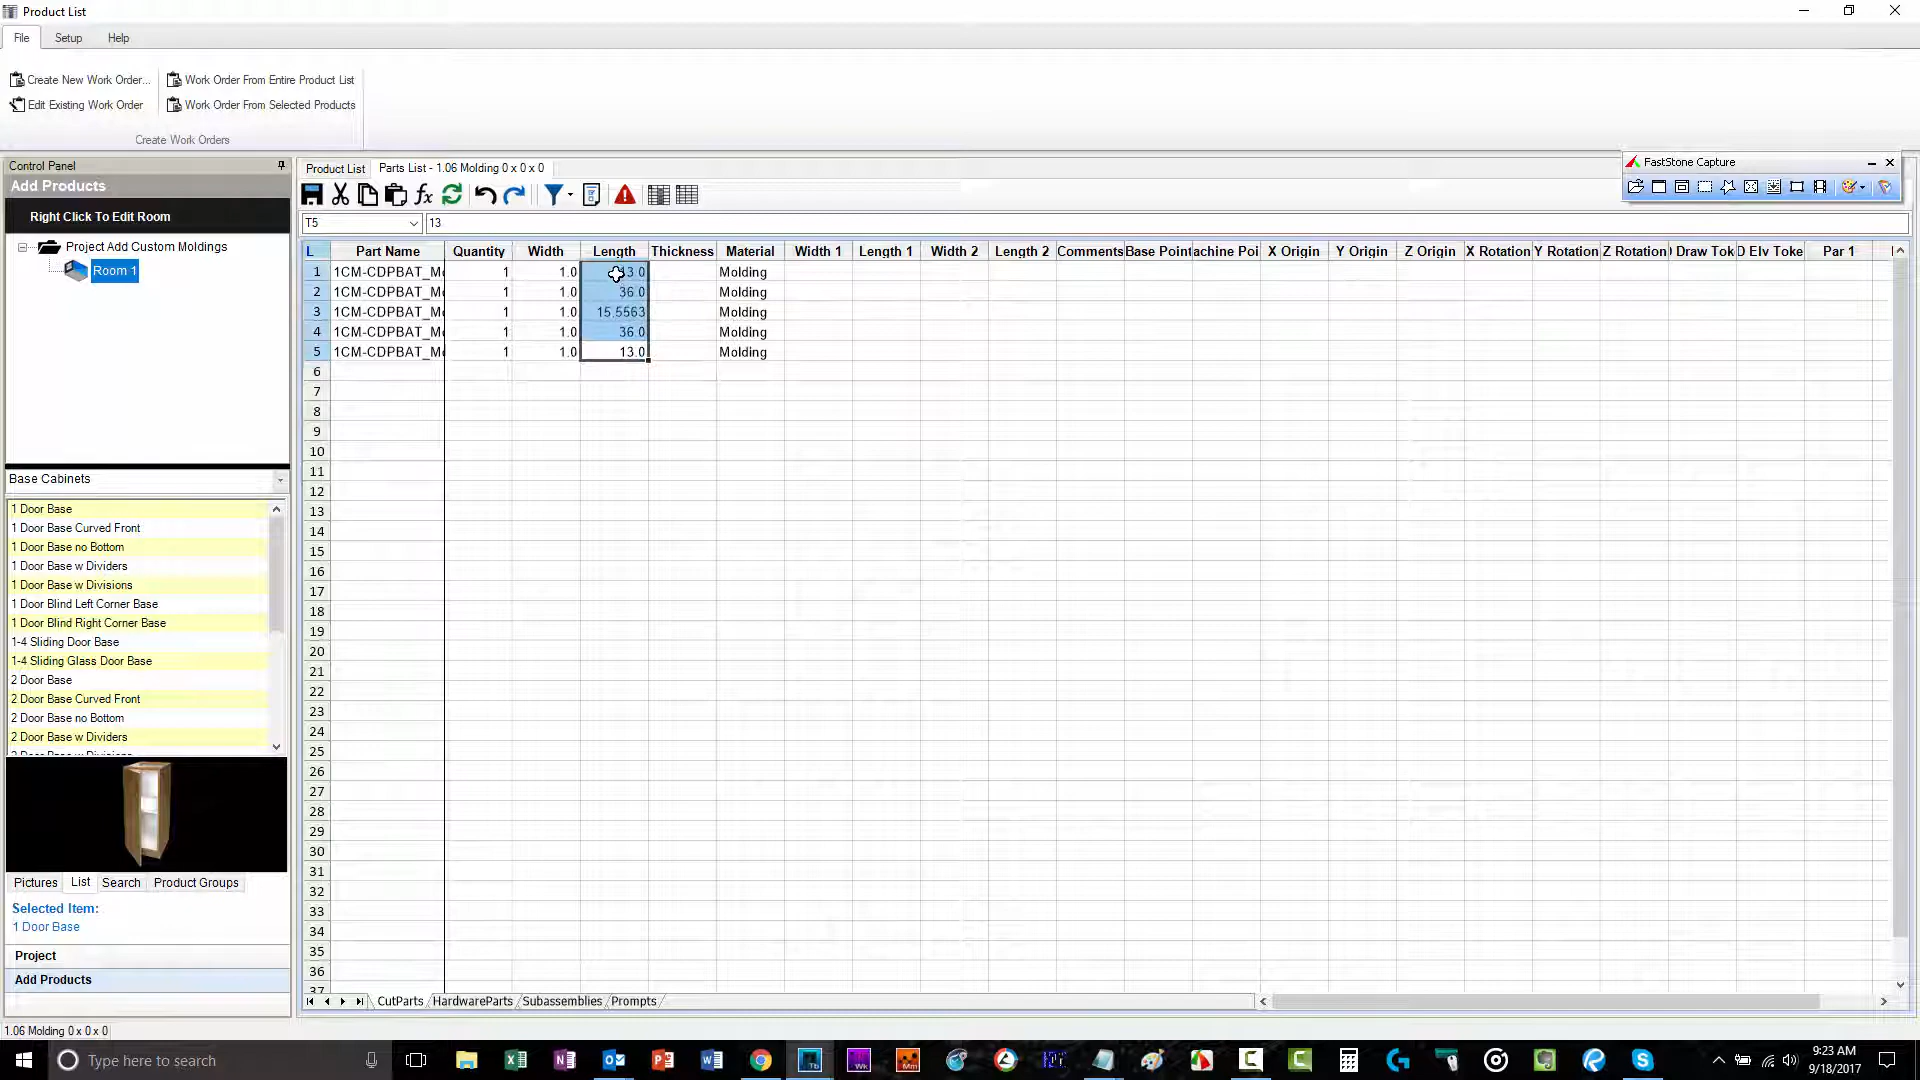 Product List
File Setup Help
Create New Work Order... Work Order From Entire Product List
Edit Existing Work Order Work Order From Selected Products
Create Work Orders
Control Panel
Add Products
Right Click To Edit Room
Project Add Custom Moldings
Room 1
Base Cabinets
1 Door Base
1 Door Base Curved Front
1 Door Base no Bottom
1 Door Base w Dividers
1 Door Base w Divisions
1 Door Blind Left Corner Base
1 Door Blind Right Corner Base
1-4 Sliding Door Base
1-4 Sliding Glass Door Base
2 Door Base
2 Door Base Curved Front
2 Door Base no Bottom
2 Door Base w Dividers
2 Door Base w Divisions
Pictures List Search Product Groups
Selected Item:
1 Door Base
Project
Add Products
1.06 Molding 0 x 0 x 0
Product List Parts List - 1.06 Molding 0 x 0 x 0
FastStone Capture
T5 13
L Part Name Quantity Width Length Thickness Material Width 1 Length 1 Width 2 Length 2 Comments Base Point achine Poi X Origin Y Origin Z Origin X Rotation Y Rotation Z Rotation Draw Tok D Elv Toke Par 1
1 1CM-CDPBAT_Mo 1 1.0 13.0 Molding
2 1CM-CDPBAT_Mo 1 1.0 36.0 Molding
3 1CM-CDPBAT_Mo 1 1.0 15.5563 Molding
4 1CM-CDPBAT_Mo 1 1.0 36.0 Molding
5 1CM-CDPBAT_Mo 1 1.0 13.0 Molding
6
7
8
9
10
11
12
13
14
15
16
17
18
19
20
21
22
23
24
25
26
27
28
29
30
31
32
33
34
35
36
37
CutParts HardwareParts Subassemblies Prompts
Type here to search
9:23 AM
9/18/2017